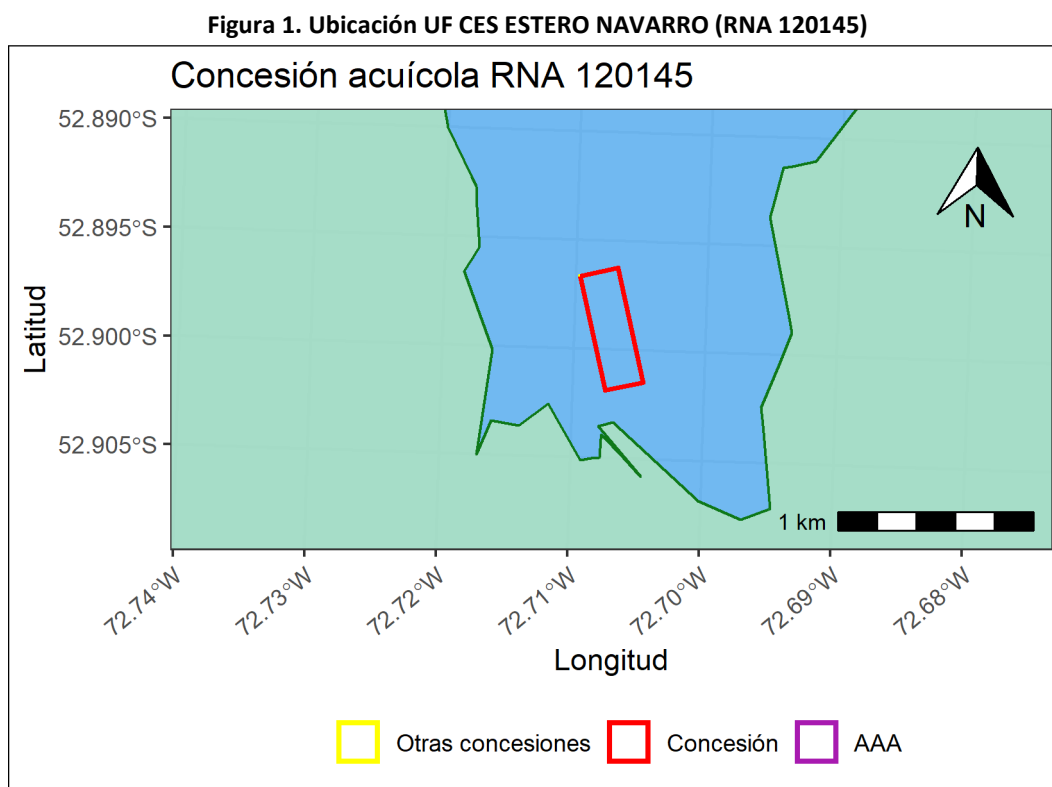 Figura 1. Ubicación UF CES ESTERO NAVARRO (RNA 120145)
Concesión acuícola RNA 120145
52.890°S
52.895°S
52.900°S
52.905°S
Latitud
N
1 km
72.74°W
72.73°W
72.72°W
72.71°W
72.70°W
72.69°W
72.68°W
Longitud
Otras concesiones
Concesión
AAA